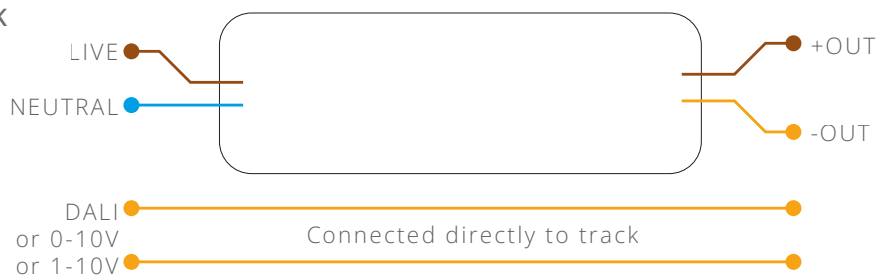 LIVE
+OUT
NEUTRAL
-OUT
DALI
or 0-10V
or 1-10V
Connected directly to track